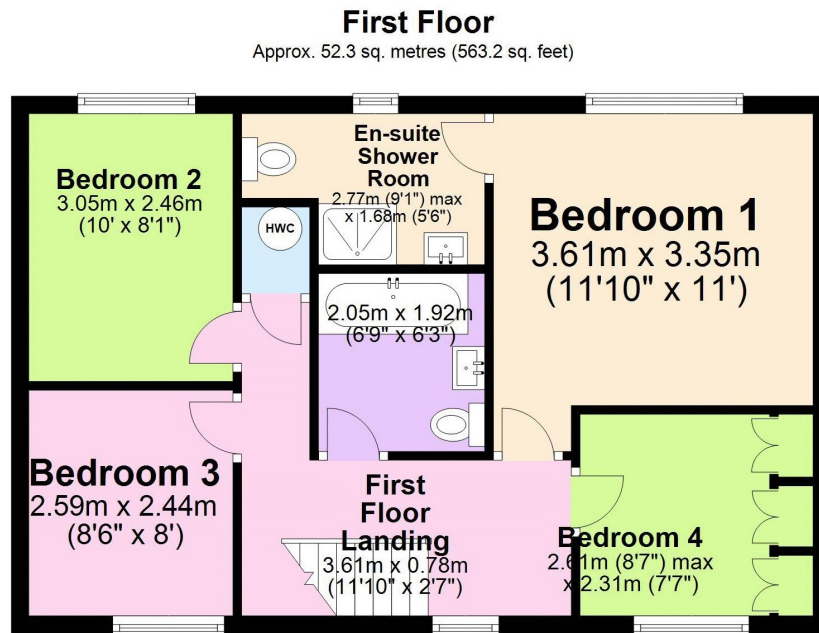 First Floor
Approx. 52.3 sq. metres (563.2 sq. feet)
Bedroom 2
3.05m x 2.46m
(10' x 8'1")
En-suite
Shower
Room
2.77m (9'1") max
x 1.68m (5'6")
Bedroom 1
3.61m x 3.35m
(11'10" x 11')
HWC
2.05m x 1.92m
(6'9" x 6'3")
Bedroom 3
2.59m x 2.44m
(8'6" x 8')
First
Floor
Landing
3.61m x 0.78m
(11'10" x 2'7")
Bedroom 4
2.61m (8'7") max
x 2.31m (7'7")